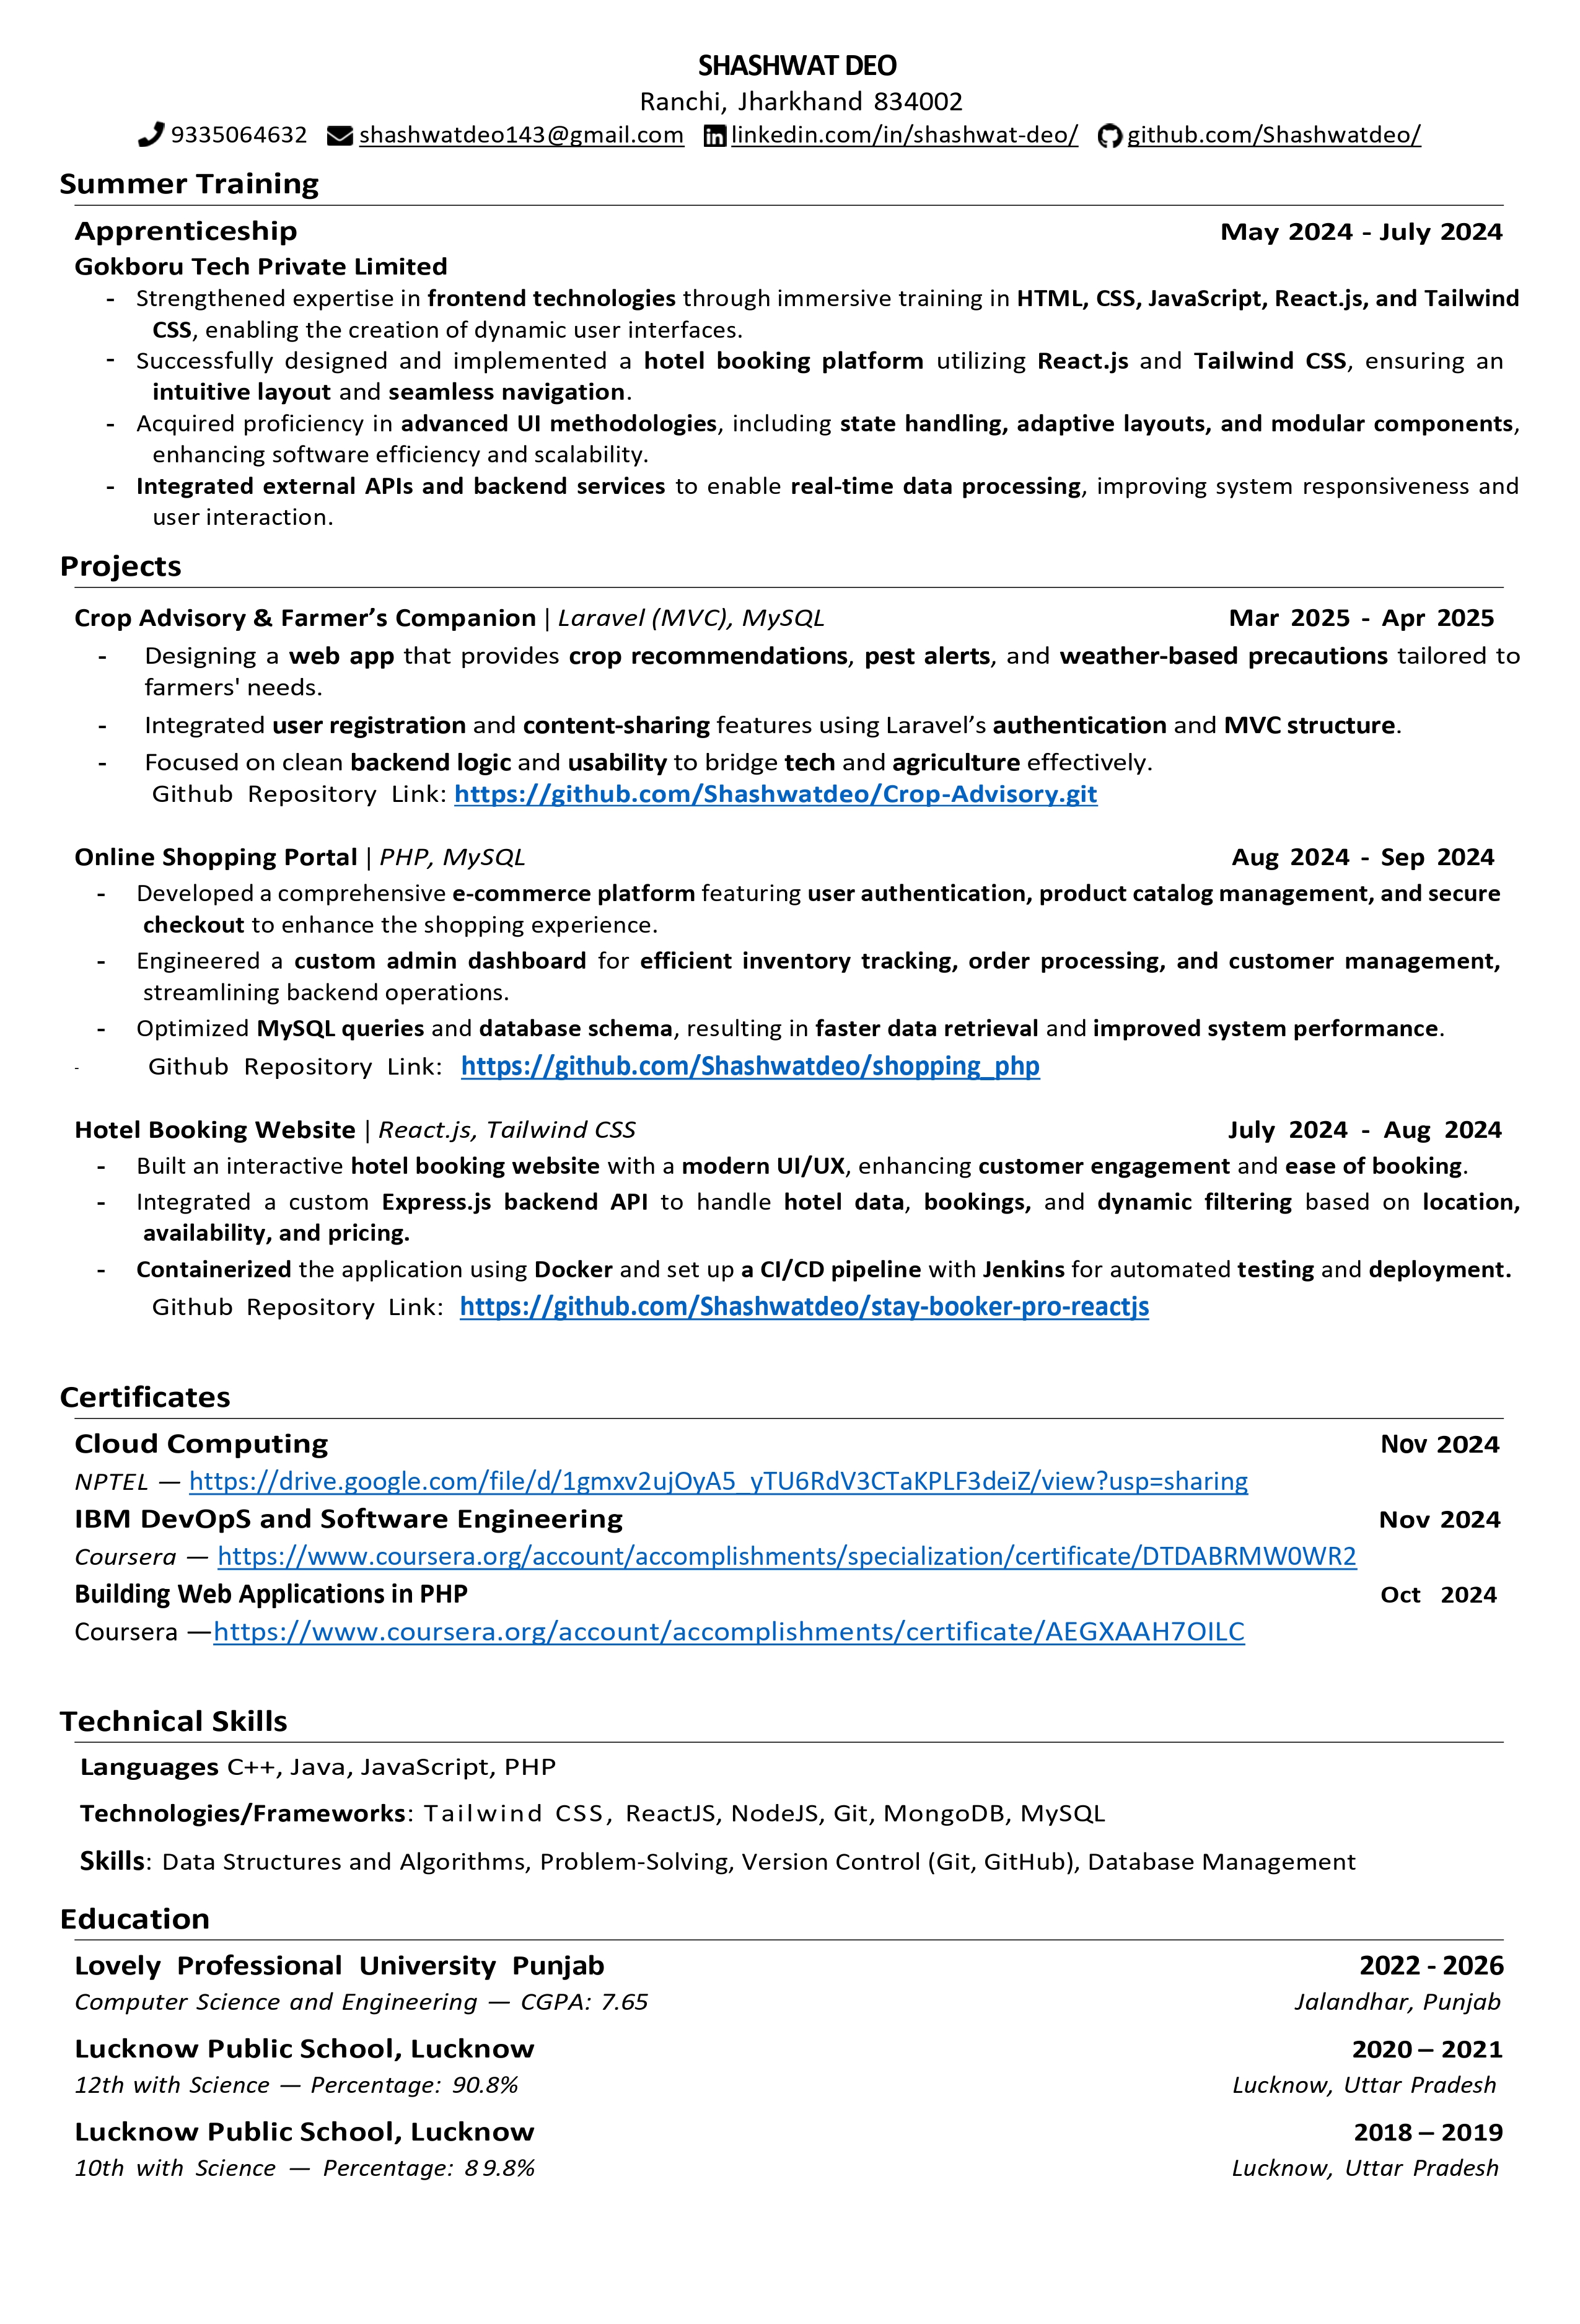 SHASHWAT DEO
Ranchi, Jharkhand 834002
9335064632 shashwatdeo143@gmail.com linkedin.com/in/shashwat-deo/ github.com/Shashwatdeo/
Summer Training
Apprenticeship May 2024 - July 2024
Gokboru Tech Private Limited
- Strengthened expertise in frontend technologies through immersive training in HTML, CSS, JavaScript, React.js, and Tailwind
CSS, enabling the creation of dynamic user interfaces.
- Successfully designed and implemented a hotel booking platform utilizing React.js and Tailwind CSS, ensuring an
intuitive layout and seamless navigation.
- Acquired proficiency in advanced UI methodologies, including state handling, adaptive layouts, and modular components,
enhancing software efficiency and scalability.
- Integrated external APIs and backend services to enable real-time data processing, improving system responsiveness and
user interaction.
Projects
Crop Advisory & Farmer’s Companion | Laravel (MVC), MySQL Mar 2025 - Apr 2025
- Designing a web app that provides crop recommendations, pest alerts, and weather-based precautions tailored to
farmers' needs.
- Integrated user registration and content-sharing features using Laravel’s authentication and MVC structure.
- Focused on clean backend logic and usability to bridge tech and agriculture effectively.
Github Repository Link: https://github.com/Shashwatdeo/Crop-Advisory.git
Online Shopping Portal | PHP, MySQL Aug 2024 - Sep 2024
- Developed a comprehensive e-commerce platform featuring user authentication, product catalog management, and secure
checkout to enhance the shopping experience.
- Engineered a custom admin dashboard for efficient inventory tracking, order processing, and customer management,
streamlining backend operations.
- Optimized MySQL queries and database schema, resulting in faster data retrieval and improved system performance.
- Github Repository Link: https://github.com/Shashwatdeo/shopping_php
Hotel Booking Website | React.js, Tailwind CSS July 2024 - Aug 2024
- Built an interactive hotel booking website with a modern UI/UX, enhancing customer engagement and ease of booking.
- Integrated a custom Express.js backend API to handle hotel data, bookings, and dynamic filtering based on location,
availability, and pricing.
- Containerized the application using Docker and set up a CI/CD pipeline with Jenkins for automated testing and deployment.
Github Repository Link: https://github.com/Shashwatdeo/stay-booker-pro-reactjs
Certificates
Cloud Computing Nov 2024
NPTEL — https://drive.google.com/file/d/1gmxv2ujOyA5_yTU6RdV3CTaKPLF3deiZ/view?usp=sharing
IBM DevOpS and Software Engineering Nov 2024
Coursera — https://www.coursera.org/account/accomplishments/specialization/certificate/DTDABRMW0WR2
Building Web Applications in PHP Oct 2024
Coursera —https://www.coursera.org/account/accomplishments/certificate/AEGXAAH7OILC
Technical Skills
Languages C++, Java, JavaScript, PHP
Technologies/Frameworks: Tailwind CSS, ReactJS, NodeJS, Git, MongoDB, MySQL
Skills: Data Structures and Algorithms, Problem-Solving, Version Control (Git, GitHub), Database Management
Education
Lovely Professional University Punjab 2022 - 2026
Computer Science and Engineering — CGPA: 7.65 Jalandhar, Punjab
Lucknow Public School, Lucknow 2020 – 2021
12th with Science — Percentage: 90.8% Lucknow, Uttar Pradesh
Lucknow Public School, Lucknow 2018 – 2019
10th with Science — Percentage: 89.8% Lucknow, Uttar Pradesh